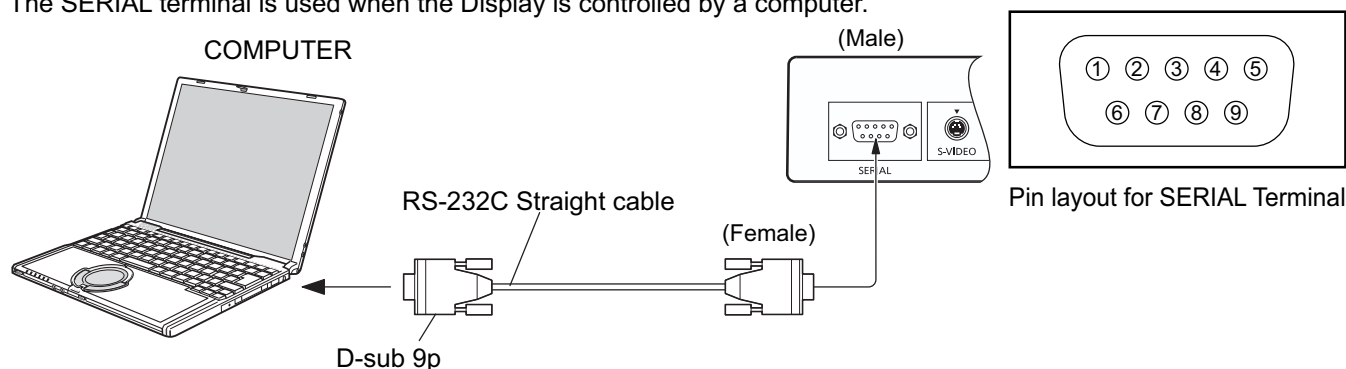 The SERIAL terminal is used when the Display is controlled by a computer.
COMPUTER
(Male)
SERIAL
S-VIDEO
① ② ③ ④ ⑤
⑥ ⑦ ⑧ ⑨
Pin layout for SERIAL Terminal
RS-232C Straight cable
(Female)
D-sub 9p